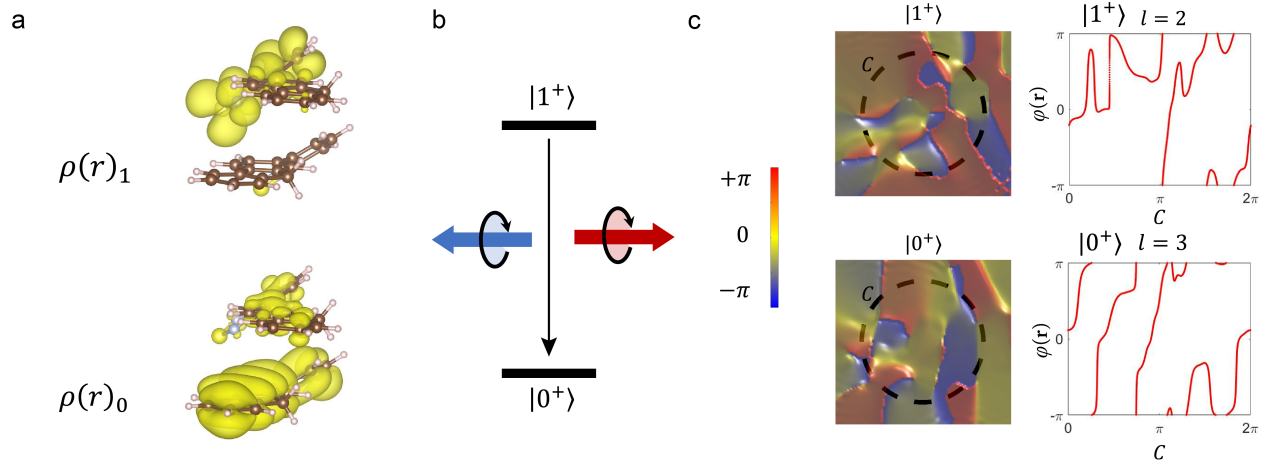 a
ρ(r)₁
ρ(r)₀
b
|1⁺⟩
|0⁺⟩
c
+π
0
−π
|1⁺⟩
C
|1⁺⟩ l = 2
π
φ(r)
0
-π
0
π
2π
C
|0⁺⟩
C
|0⁺⟩ l = 3
π
φ(r)
0
-π
0
π
2π
C